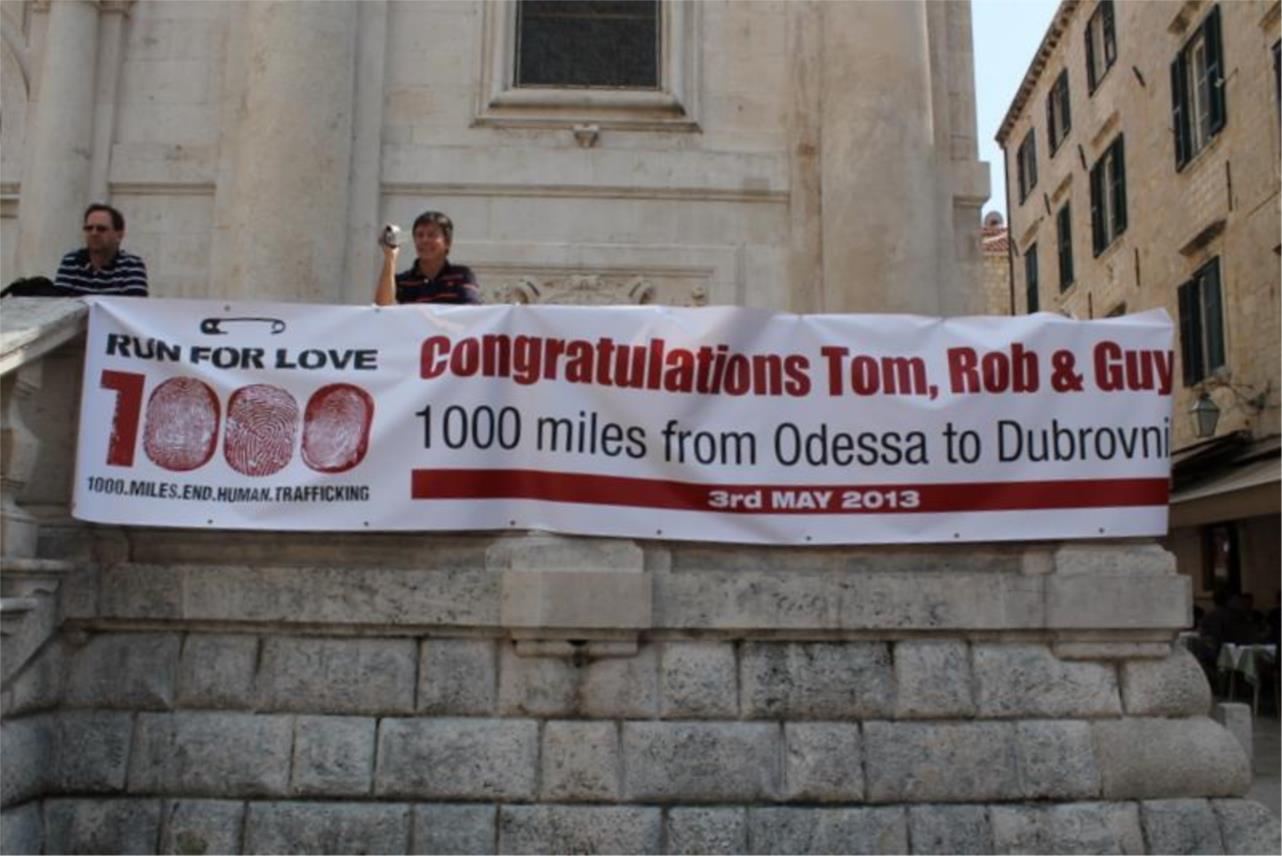 RUN FOR LOVE
1000
1000.MILES.END.HUMAN.TRAFFICKING
Congratulations Tom, Rob & Guy
1000 miles from Odessa to Dubrovni
3rd MAY 2013